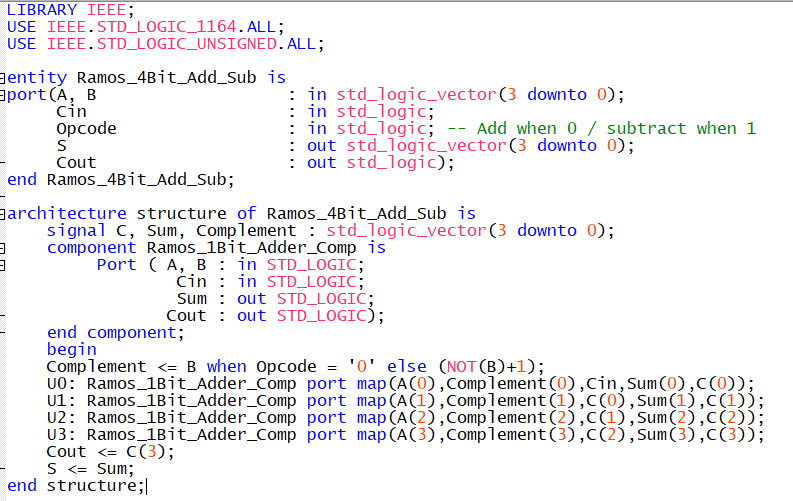 LIBRARY IEEE;
USE IEEE.STD_LOGIC_1164.ALL;
USE IEEE.STD_LOGIC_UNSIGNED.ALL;
entity Ramos_4Bit_Add_Sub is
port(A, B : in std_logic_vector(3 downto 0);
Cin : in std_logic;
Opcode : in std_logic; -- Add when 0 / subtract when 1
S : out std_logic_vector(3 downto 0);
Cout : out std_logic);
end Ramos_4Bit_Add_Sub;
architecture structure of Ramos_4Bit_Add_Sub is
signal C, Sum, Complement : std_logic_vector(3 downto 0);
component Ramos_1Bit_Adder_Comp is
Port ( A, B : in STD_LOGIC;
Cin : in STD_LOGIC;
Sum : out STD_LOGIC;
Cout : out STD_LOGIC);
end component;
begin
Complement <= B when Opcode = '0' else (NOT(B)+1);
U0: Ramos_1Bit_Adder_Comp port map(A(0),Complement(0),Cin,Sum(0),C(0));
U1: Ramos_1Bit_Adder_Comp port map(A(1),Complement(1),C(0),Sum(1),C(1));
U2: Ramos_1Bit_Adder_Comp port map(A(2),Complement(2),C(1),Sum(2),C(2));
U3: Ramos_1Bit_Adder_Comp port map(A(3),Complement(3),C(2),Sum(3),C(3));
Cout <= C(3);
S <= Sum;
end structure;